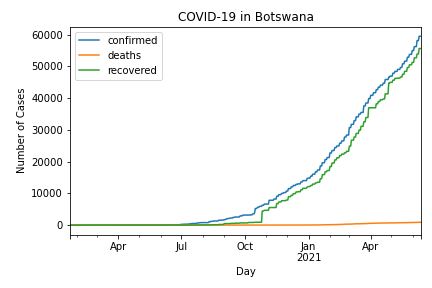 COVID-19 in Botswana
confirmed
deaths
recovered
Number of Cases
60000
50000
40000
30000
20000
10000
0
Apr
Jul
Oct
Jan
2021
Apr
Day